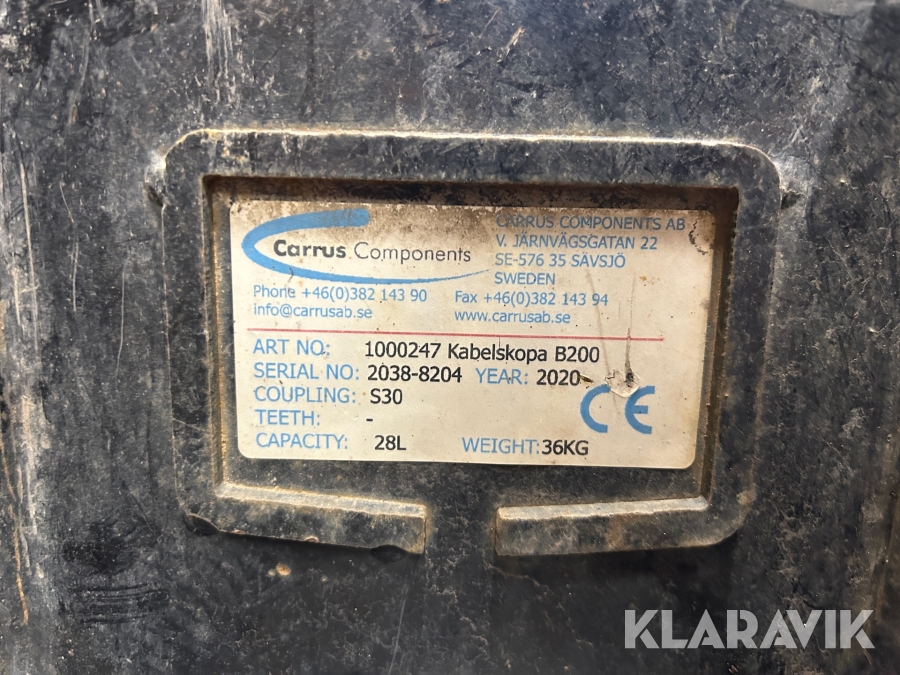 Carrus Components
CARRUS COMPONENTS AB
V. JÄRNVÄGSGATAN 22
SE-576 35 SÄVSJÖ
SWEDEN
Phone +46(0)382 143 90 Fax +46(0)382 143 94
info@carrusab.se www.carrusab.se
ART NO: 1000247 Kabelskopa B200
SERIAL NO: 2038-8204 YEAR: 2020
COUPLING: S30
TEETH: -
CAPACITY: 28L WEIGHT: 36KG
CE
KLARAVIK